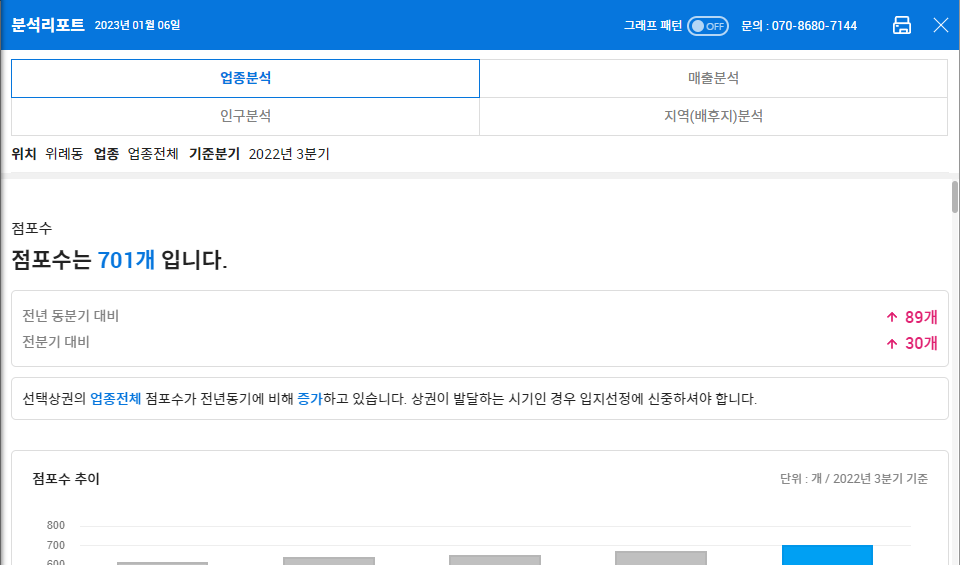 분석리포트 2023년 01월 06일 그래프 패턴 OFF 문의 : 070-8680-7144
업종분석 매출분석
인구분석 지역(배후지)분석
위치 위례동 업종 업종전체 기준분기 2022년 3분기
점포수
점포수는 701개 입니다.
전년 동분기 대비 ↑ 89개
전분기 대비 ↑ 30개
선택상권의 업종전체 점포수가 전년동기에 비해 증가하고 있습니다. 상권이 발달하는 시기인 경우 입지선정에 신중하셔야 합니다.
점포수 추이 단위 : 개 / 2022년 3분기 기준
800
700
600